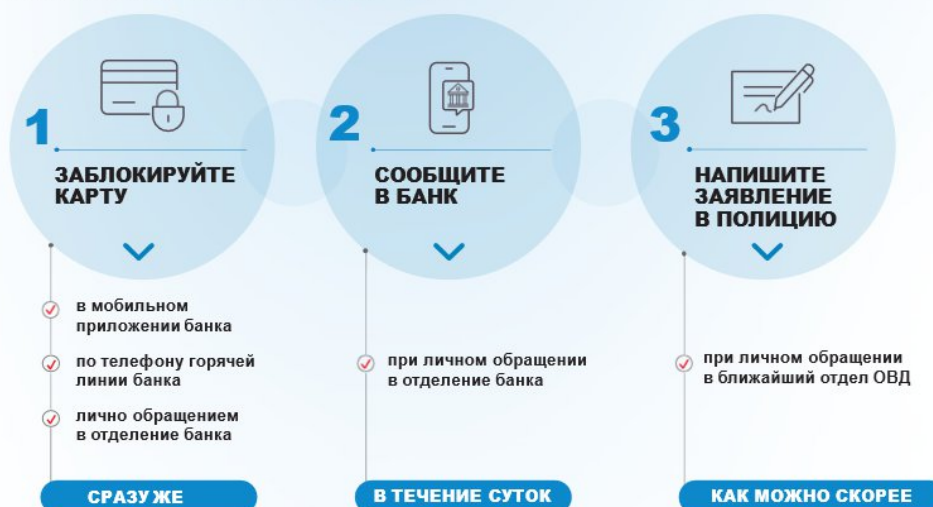 1
ЗАБЛОКИРУЙТЕ
КАРТУ
в мобильном
приложении банка
по телефону горячей
линии банка
лично обращением
в отделение банка
СРАЗУ ЖЕ
2
СООБЩИТЕ
В БАНК
при личном обращении
в отделение банка
В ТЕЧЕНИЕ СУТОК
3
НАПИШИТЕ
ЗАЯВЛЕНИЕ
В ПОЛИЦИЮ
при личном обращении
в ближайший отдел ОВД
КАК МОЖНО СКОРЕЕ